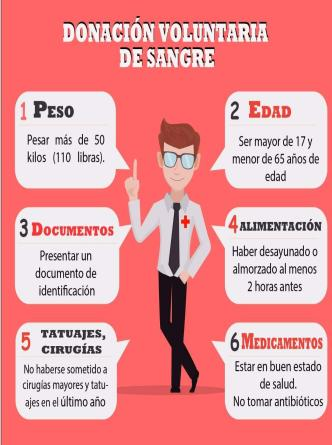 DONACIÓN VOLUNTARIA
DE SANGRE
1 PESO
Pesar más de 50
kilos (110 libras).
2 EDAD
Ser mayor de 17 y
menor de 65 años de
edad
3 DOCUMENTOS
Presentar un
documento de
identificación
4 ALIMENTACIÓN
Haber desayunado o
almorzado al menos
2 horas antes
5 TATUAJES,
CIRUGÍAS
No haberse sometido a
cirugías mayores y tatu-
ajes en el último año
6 MEDICAMENTOS
Estar en buen estado
de salud.
No tomar antibióticos